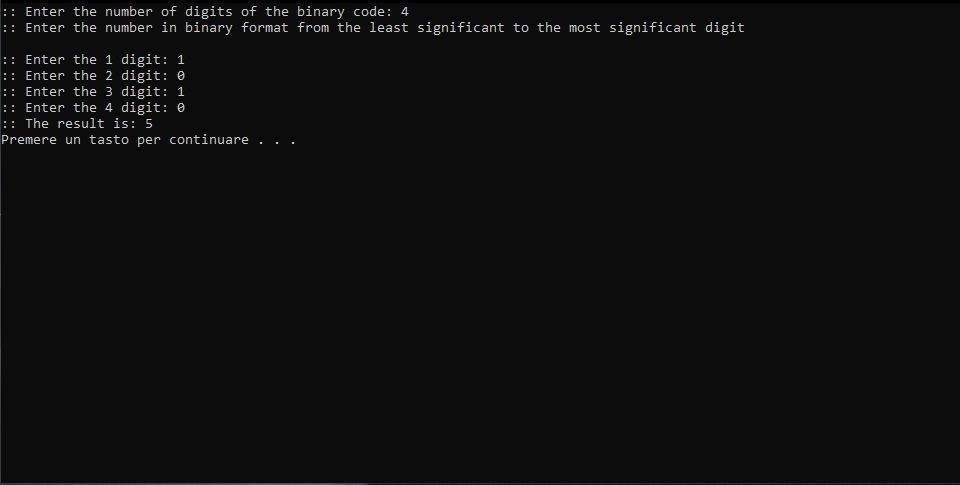 :: Enter the number of digits of the binary code: 4
:: Enter the number in binary format from the least significant to the most significant digit
:: Enter the 1 digit: 1
:: Enter the 2 digit: 0
:: Enter the 3 digit: 1
:: Enter the 4 digit: 0
:: The result is: 5
Premere un tasto per continuare . . .